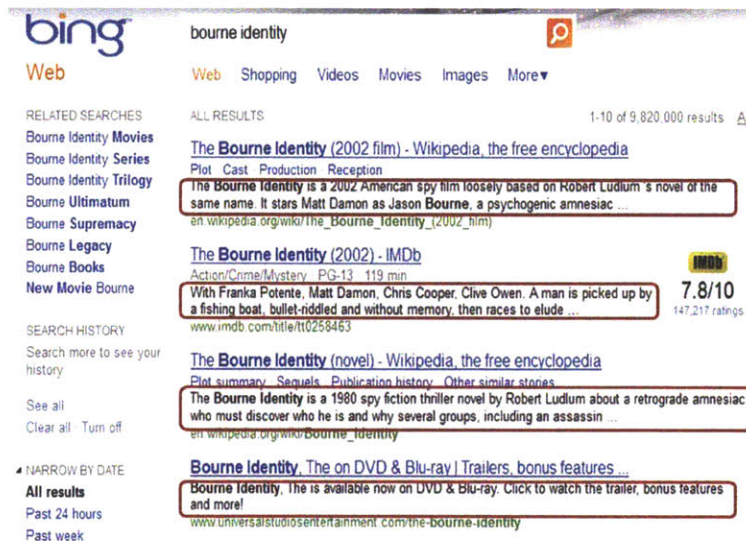 bing
bourne identity
Web
Web Shopping Videos Movies Images More▼
RELATED SEARCHES
Bourne Identity Movies
Bourne Identity Series
Bourne Identity Trilogy
Bourne Ultimatum
Bourne Supremacy
Bourne Legacy
Bourne Books
New Movie Bourne
SEARCH HISTORY
Search more to see your
history
See all
Clear all · Turn off
NARROW BY DATE
All results
Past 24 hours
Past week
ALL RESULTS
1-10 of 9,820,000 results A
The Bourne Identity (2002 film) - Wikipedia, the free encyclopedia
Plot Cast Production Reception
The Bourne Identity is a 2002 American spy film loosely based on Robert Ludlum 's novel of the
same name. It stars Matt Damon as Jason Bourne, a psychogenic amnesiac ...
en.wikipedia.org/wiki/The_Bourne_Identity_(2002_film)
The Bourne Identity (2002) - IMDb
Action/Crime/Mystery PG-13 119 min
With Franka Potente, Matt Damon, Chris Cooper, Clive Owen. A man is picked up by
a fishing boat, bullet-riddled and without memory, then races to elude ...
www.imdb.com/title/tt0258463
IMDb
7.8/10
147,217 ratings
The Bourne Identity (novel) - Wikipedia, the free encyclopedia
Plot summary Sequels Publication history Other similar stories
The Bourne Identity is a 1980 spy fiction thriller novel by Robert Ludlum about a retrograde amnesiac
who must discover who he is and why several groups, including an assassin ...
en.wikipedia.org/wiki/Bourne_Identity
Bourne Identity, The on DVD & Blu-ray | Trailers, bonus features ...
Bourne Identity, The is available now on DVD & Blu-ray. Click to watch the trailer, bonus features
and more!
www.universalstudiosentertainment.com/the-bourne-identity